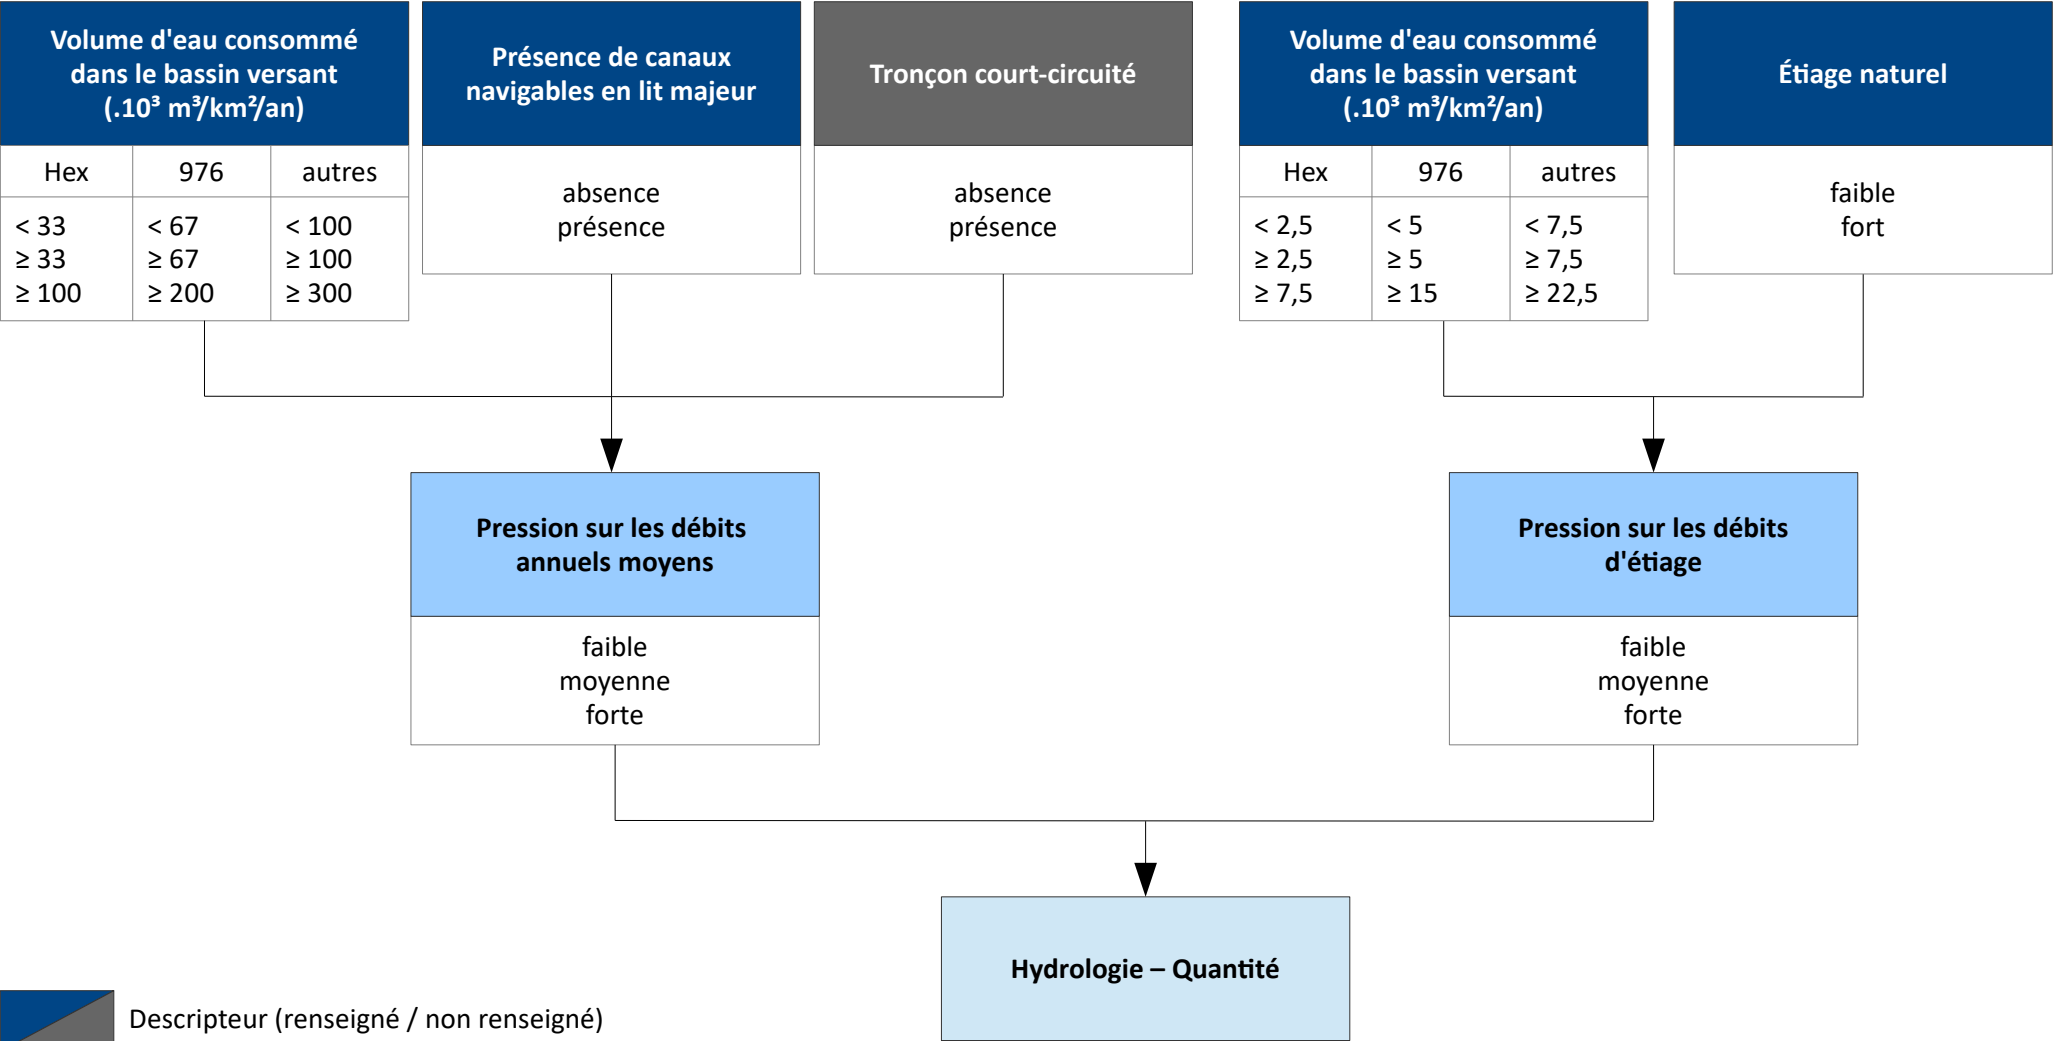 Volume d'eau consommé
dans le bassin versant
(.10³ m³/km²/an)
Hex 976 autres
< 33 < 67 < 100
≥ 33 ≥ 67 ≥ 100
≥ 100 ≥ 200 ≥ 300
Présence de canaux
navigables en lit majeur
absence
présence
Tronçon court-circuité
absence
présence
Volume d'eau consommé
dans le bassin versant
(.10³ m³/km²/an)
Hex 976 autres
< 2,5 < 5 < 7,5
≥ 2,5 ≥ 5 ≥ 7,5
≥ 7,5 ≥ 15 ≥ 22,5
Étiage naturel
faible
fort
Pression sur les débits
annuels moyens
faible
moyenne
forte
Pression sur les débits
d'étiage
faible
moyenne
forte
Hydrologie – Quantité
Descripteur (renseigné / non renseigné)